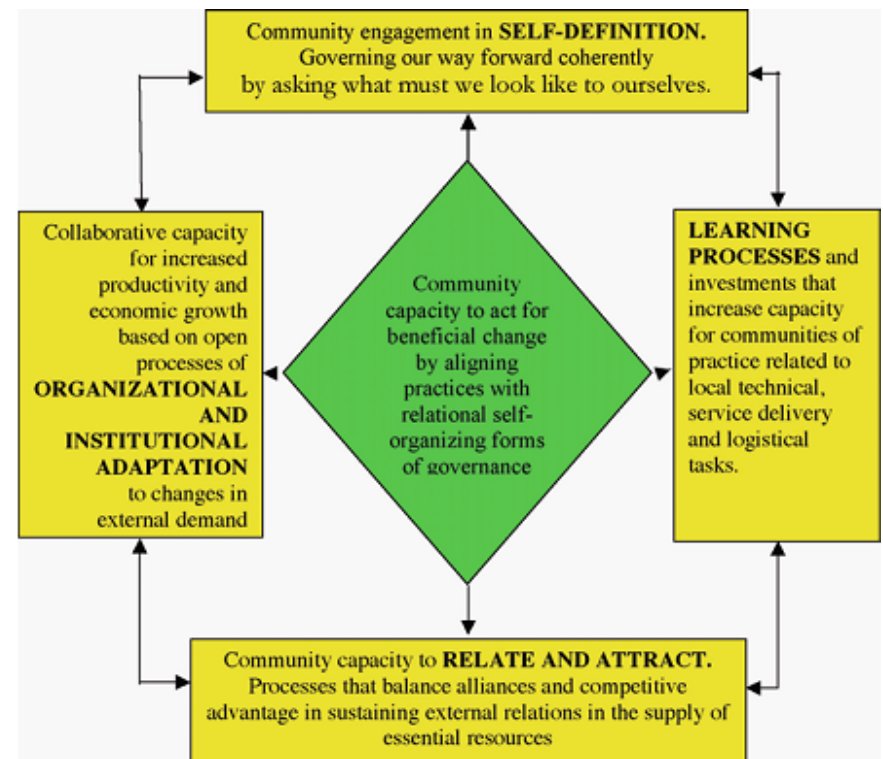 Community engagement in SELF-DEFINITION.
Governing our way forward coherently
by asking what must we look like to ourselves.
Collaborative capacity
for increased
productivity and
economic growth
based on open
processes of
ORGANIZATIONAL
AND
INSTITUTIONAL
ADAPTATION
to changes in
external demand
Community
capacity to act for
beneficial change
by aligning
practices with
relational self-
organizing forms
of governance
LEARNING
PROCESSES and
investments that
increase capacity
for communities of
practice related to
local technical,
service delivery
and logistical
tasks.
Community capacity to RELATE AND ATTRACT.
Processes that balance alliances and competitive
advantage in sustaining external relations in the supply of
essential resources